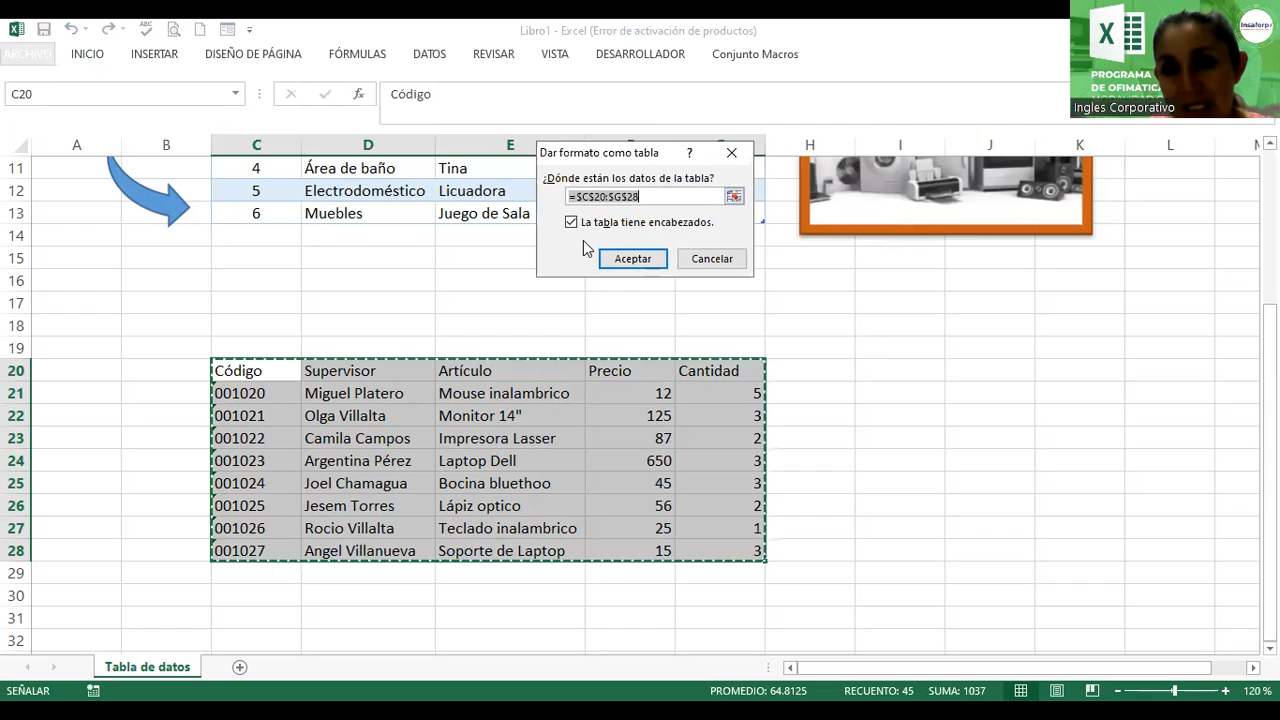 Libro1 - Excel (Error de activación de productos)
ARCHIVO INICIO INSERTAR DISEÑO DE PÁGINA FÓRMULAS DATOS REVISAR VISTA DESARROLLADOR Conjunto Macros
Insaforp
PROGRAMA
DE OFIMATICA
Ingles Corporativo
C20 fx Código
A B C D E G H I J K L M
11 4 Área de baño Tina
12 5 Electrodoméstico Licuadora
13 6 Muebles Juego de Sala
Dar formato como tabla ?
¿Dónde están los datos de la tabla?
=$C$20:$G$28
La tabla tiene encabezados.
Aceptar Cancelar
14
15
16
17
18
19
20 Código Supervisor Artículo Precio Cantidad
21 001020 Miguel Platero Mouse inalambrico 12 5
22 001021 Olga Villalta Monitor 14" 125 3
23 001022 Camila Campos Impresora Lasser 87 2
24 001023 Argentina Pérez Laptop Dell 650 3
25 001024 Joel Chamagua Bocina bluethoo 45 3
26 001025 Jesem Torres Lápiz optico 56 2
27 001026 Rocio Villalta Teclado inalambrico 25 1
28 001027 Angel Villanueva Soporte de Laptop 15 3
29
30
31
32
Tabla de datos
SEÑALAR PROMEDIO: 64.8125 RECUENTO: 45 SUMA: 1037 120 %